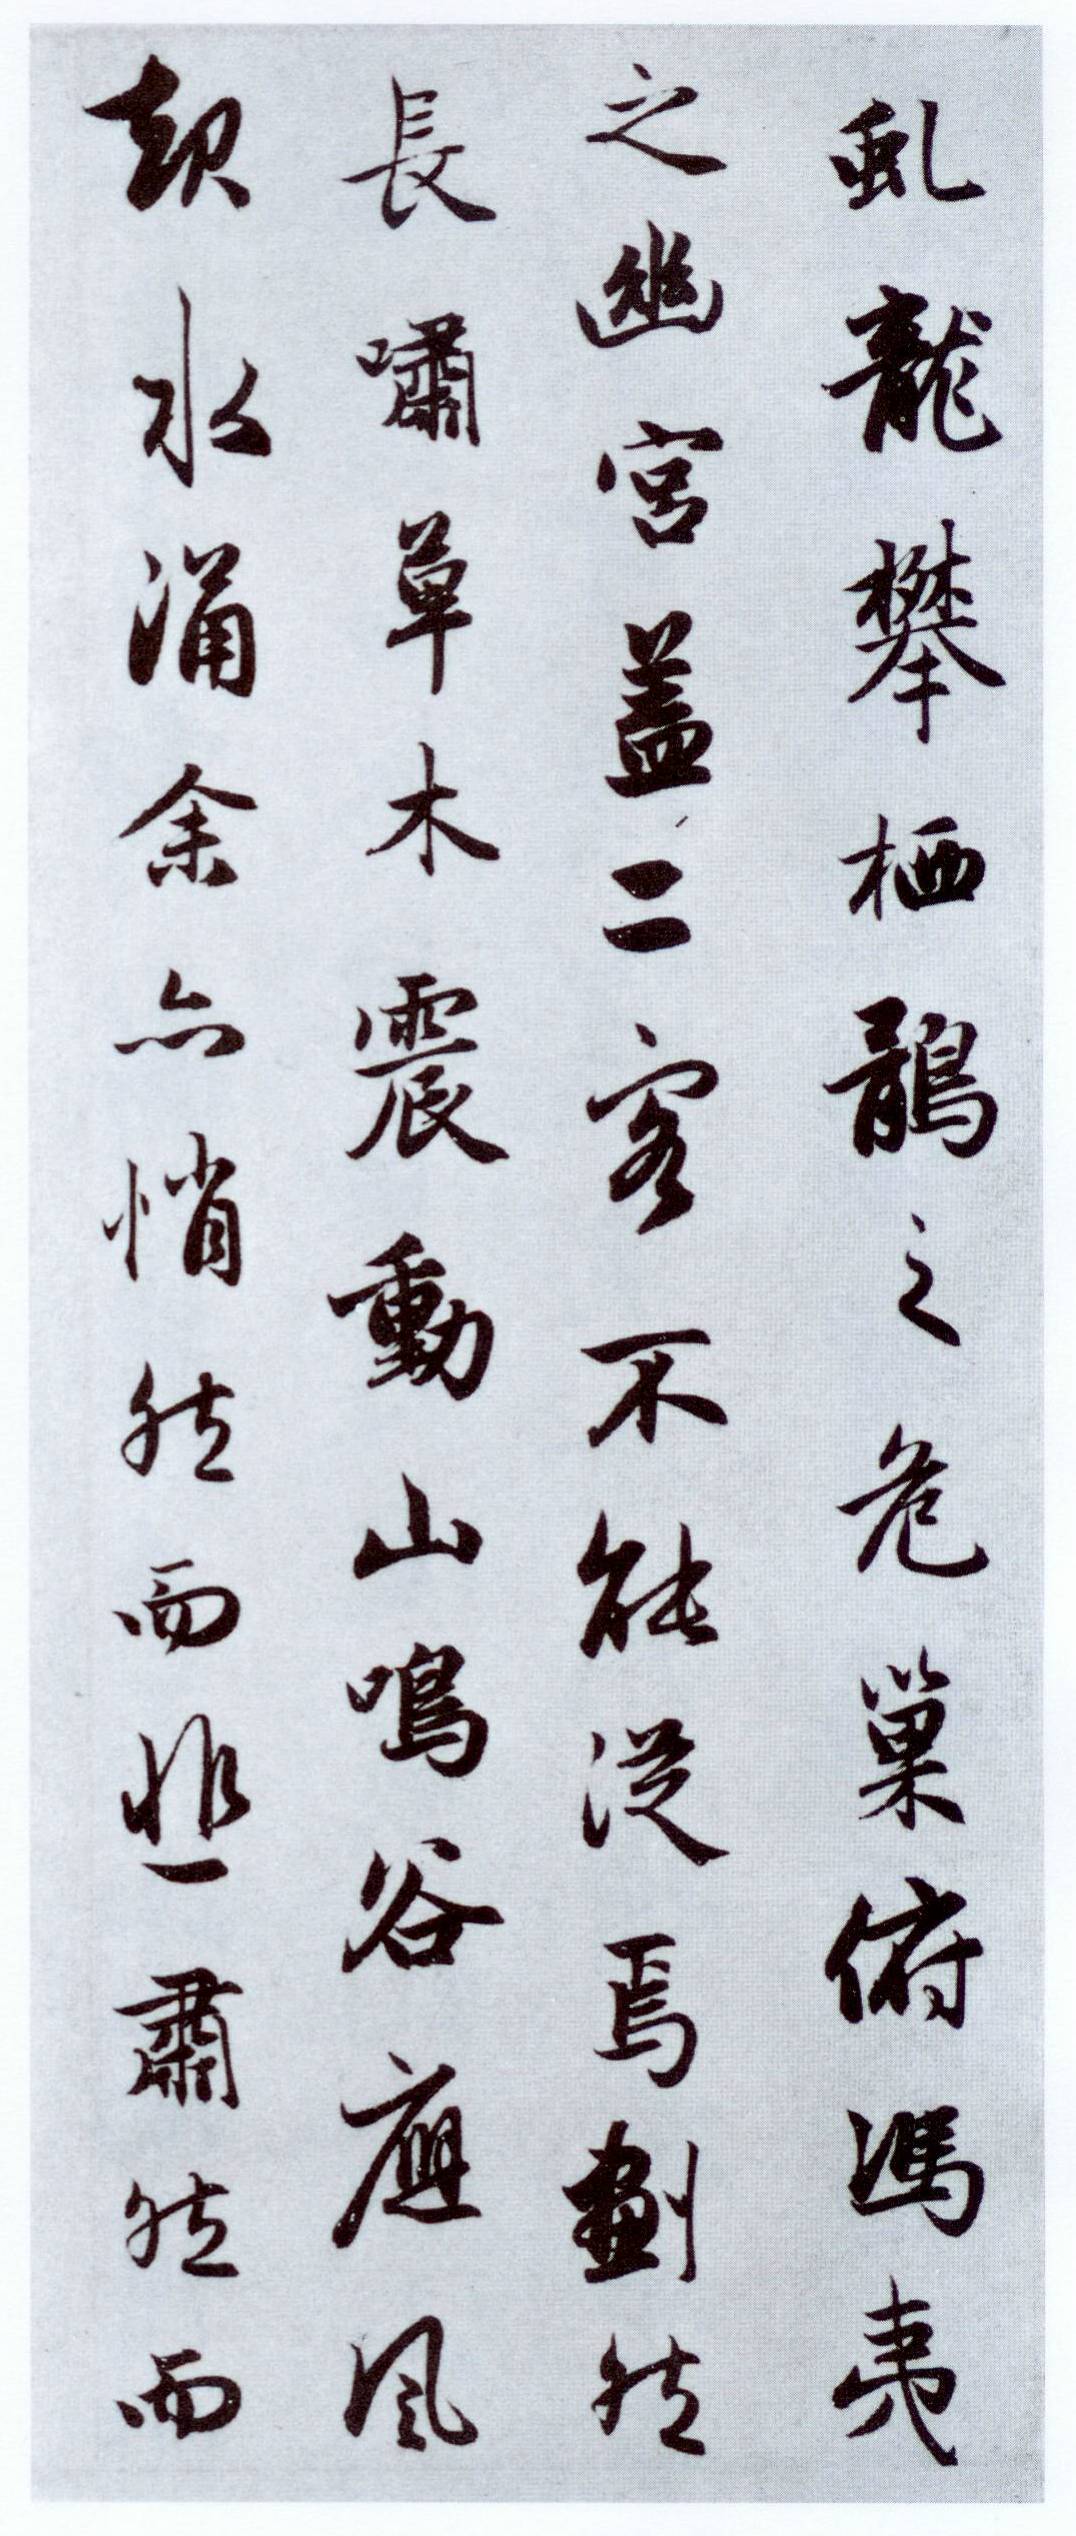 虬龍攀栖鶻之危巢俯馮夷
之幽宮盖二客不能從焉劃然
長嘯草木震動山鳴谷應風
起水涌余亦悄然而悲肅然而